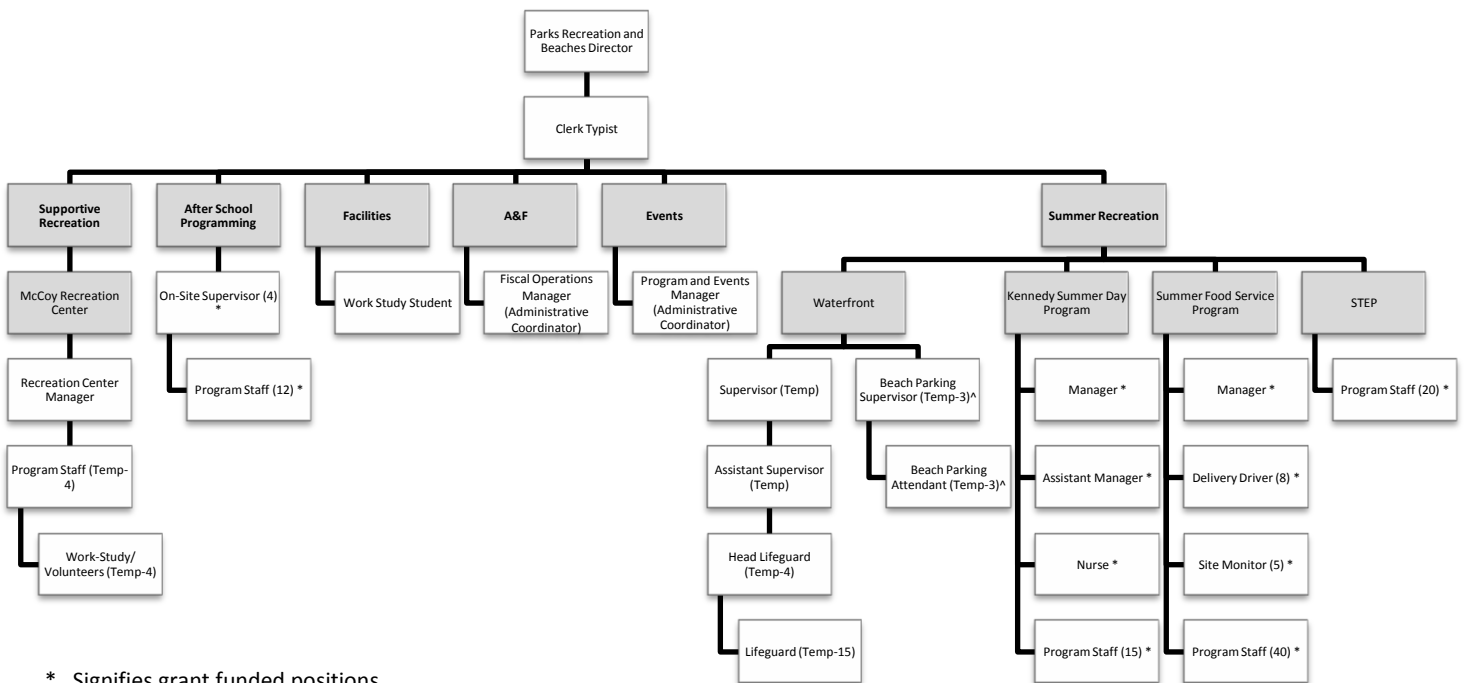 Parks Recreation and
Beaches Director
Clerk Typist
Supportive
Recreation
After School
Programming
Facilities
A&F
Events
Summer Recreation
McCoy Recreation
Center
On-Site Supervisor (4)
*
Work Study Student
Fiscal Operations
Manager
(Administrative
Coordinator)
Program and Events
Manager
(Administrative
Coordinator)
Waterfront
Kennedy Summer Day
Program
Summer Food Service
Program
STEP
Recreation Center
Manager
Program Staff (12) *
Supervisor (Temp)
Beach Parking
Supervisor (Temp-3)^
Manager *
Manager *
Program Staff (20) *
Program Staff (Temp-
4)
Assistant Supervisor
(Temp)
Beach Parking
Attendant (Temp-3)^
Assistant Manager *
Delivery Driver (8) *
Work-Study/
Volunteers (Temp-4)
Head Lifeguard
(Temp-4)
Nurse *
Site Monitor (5) *
Lifeguard (Temp-15)
Program Staff (15) *
Program Staff (40) *
* Signifies grant funded positions